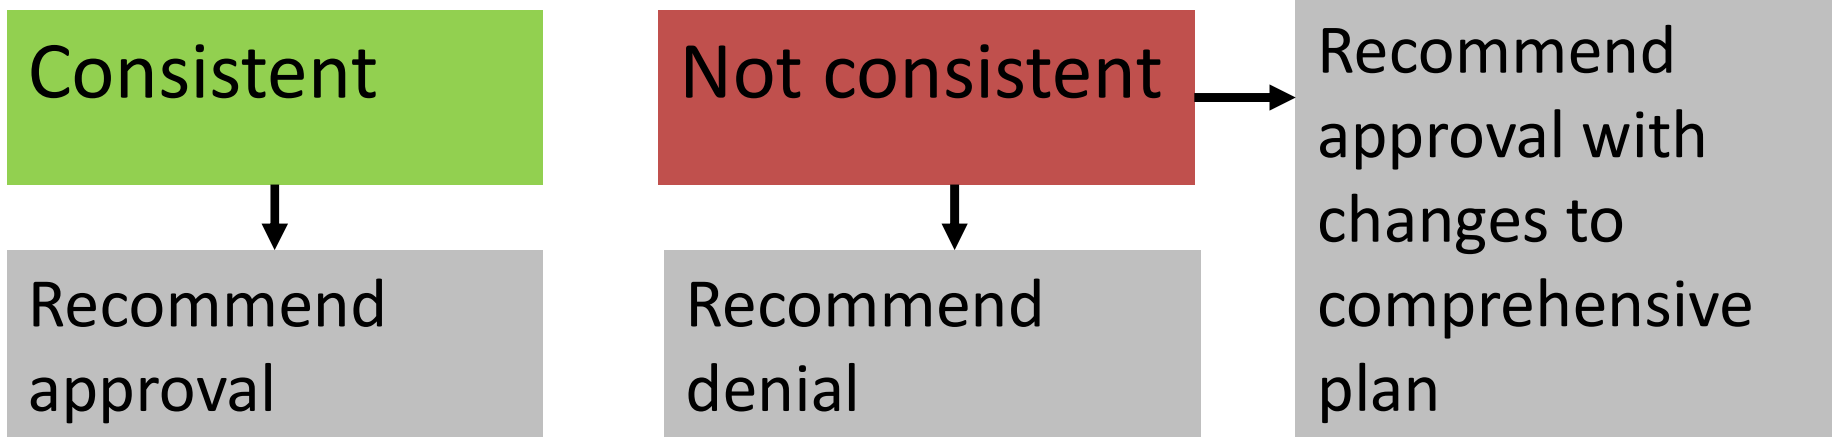 Consistent
Recommend
approval
Not consistent
Recommend
denial
Recommend
approval with
changes to
comprehensive
plan